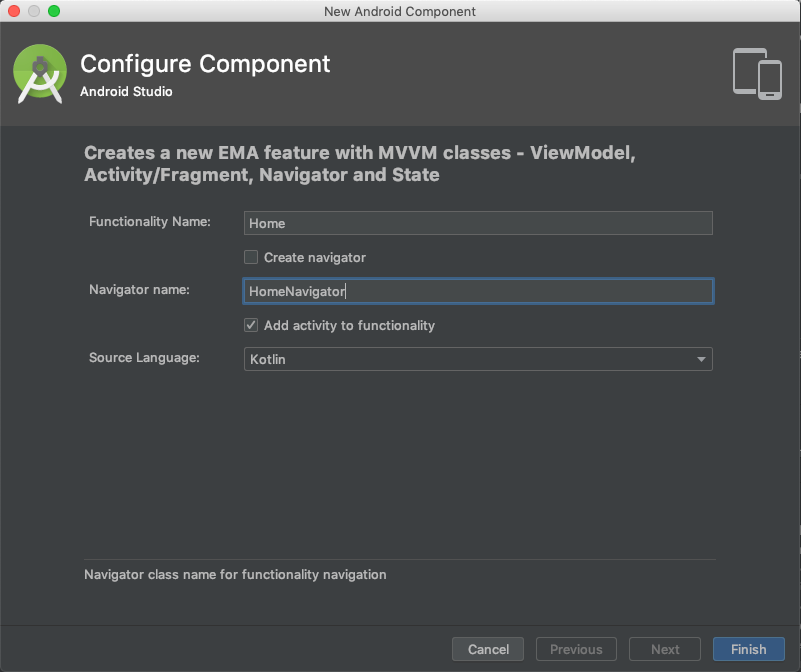 New Android Component
Configure Component
Android Studio
Creates a new EMA feature with MVVM classes - ViewModel,
Activity/Fragment, Navigator and State
Functionality Name:
Home
Create navigator
Navigator name:
HomeNavigator
Add activity to functionality
Source Language:
Kotlin
Navigator class name for functionality navigation
Cancel
Previous
Next
Finish